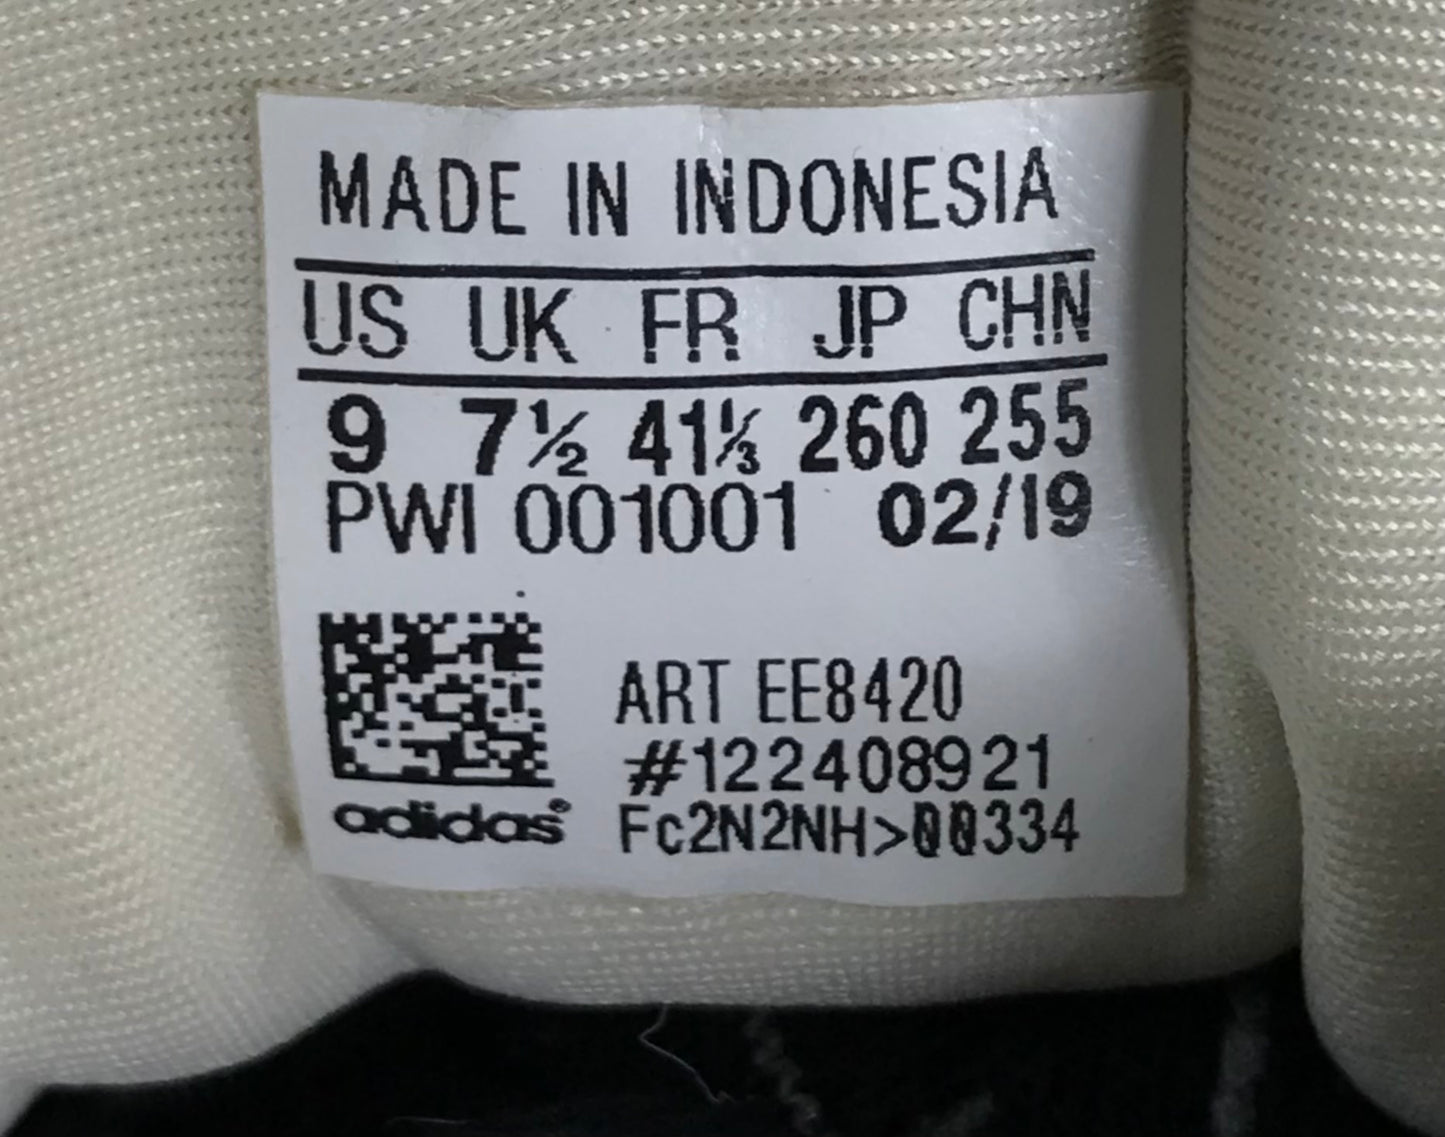 MADE IN INDONESIA
US UK FR JP CHN
9 7½ 41⅓ 260 255
PWI 001001 02/19
ART EE8420
#122408921
Fc2N2NH>00334
adidas®